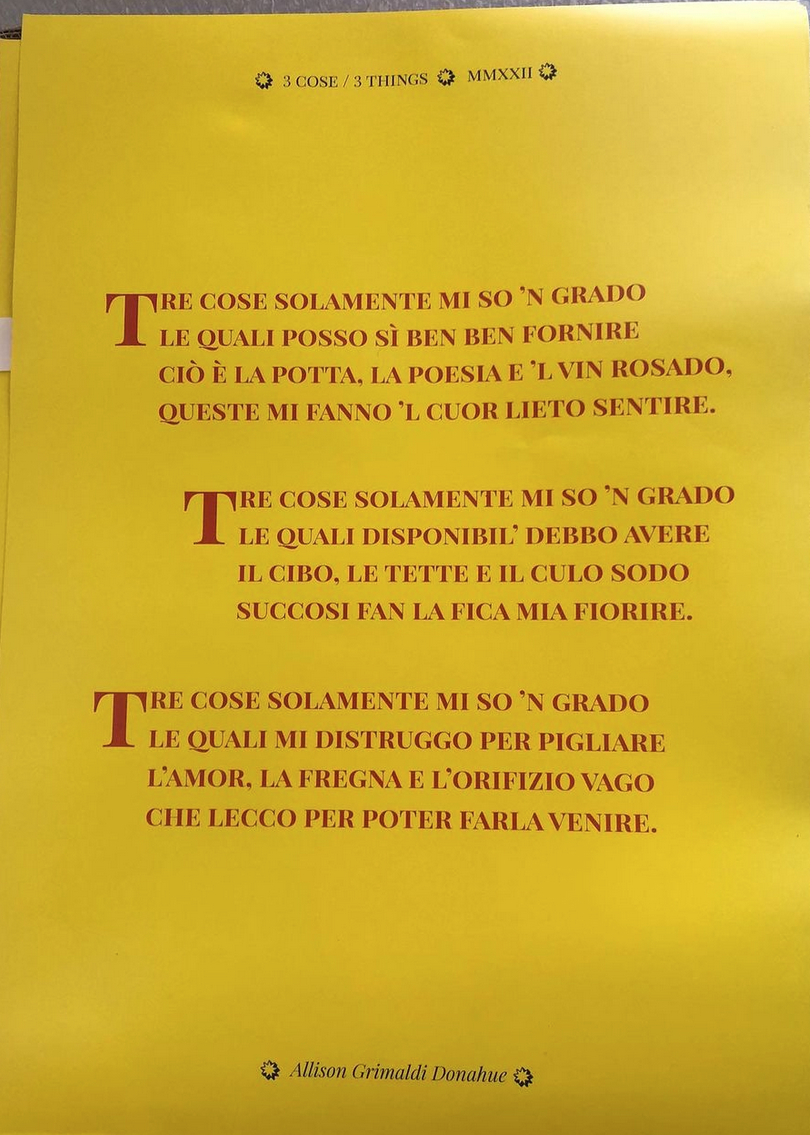 3 COSE / 3 THINGS MMXXII
TRE COSE SOLAMENTE MI SO ’N GRADO
LE QUALI POSSO SÌ BEN BEN FORNIRE
CIÒ È LA POTTA, LA POESIA E ’L VIN ROSADO,
QUESTE MI FANNO ’L CUOR LIETO SENTIRE.
TRE COSE SOLAMENTE MI SO ’N GRADO
LE QUALI DISPONIBIL’ DEBBO AVERE
IL CIBO, LE TETTE E IL CULO SODO
SUCCOSI FAN LA FICA MIA FIORIRE.
TRE COSE SOLAMENTE MI SO ’N GRADO
LE QUALI MI DISTRUGGO PER PIGLIARE
L’AMOR, LA FREGNA E L’ORIFIZIO VAGO
CHE LECCO PER POTER FARLA VENIRE.
Allison Grimaldi Donahue